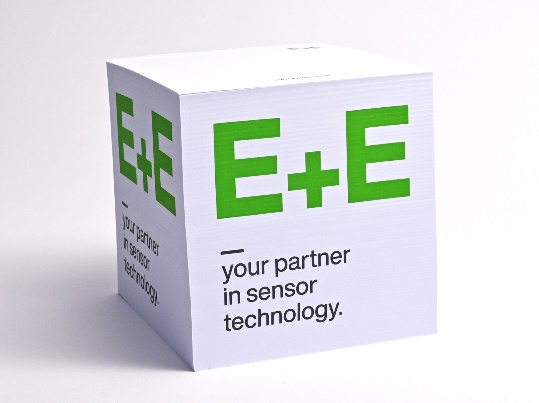 E+E
your partner
in sensor
technology.
E+E
your partner
in sensor
technology.